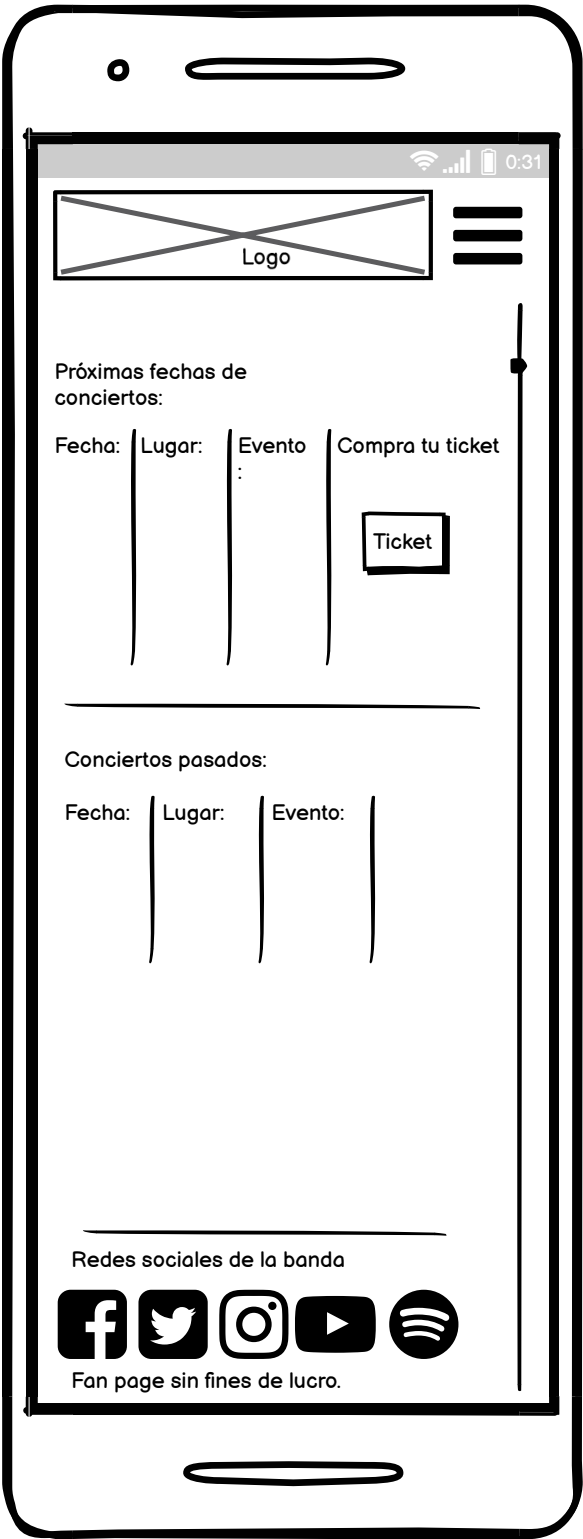 0:31
Logo
Próximas fechas de
conciertos:
Fecha: Lugar: Evento Compra tu ticket
:
Ticket
Conciertos pasados:
Fecha: Lugar: Evento:
Redes sociales de la banda
Fan page sin fines de lucro.